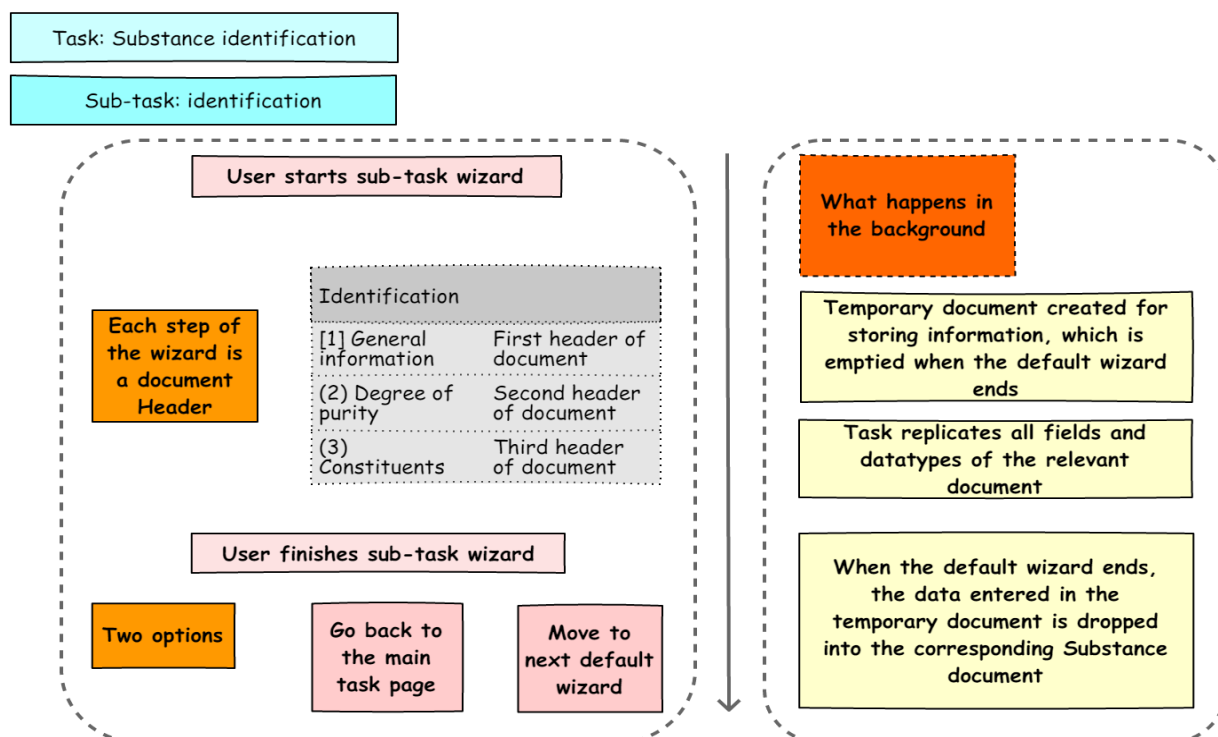 Task: Substance identification
Sub-task: identification
User starts sub-task wizard
Each step of
the wizard is
a document
Header
Identification
[1] General
information
First header of
document
(2) Degree of
purity
Second header
of document
(3)
Constituents
Third header
of document
User finishes sub-task wizard
Two options
Go back to
the main
task page
Move to
next default
wizard
What happens in
the background
Temporary document created for
storing information, which is
emptied when the default wizard
ends
Task replicates all fields and
datatypes of the relevant
document
When the default wizard ends,
the data entered in the
temporary document is dropped
into the corresponding Substance
document